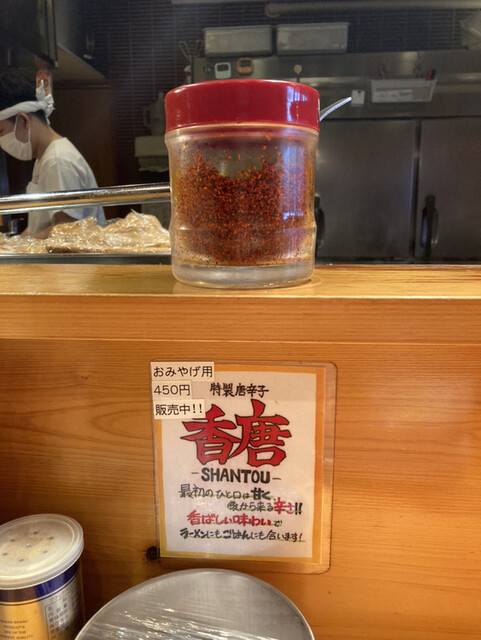 おみやげ用
450円
販売中!!
特製唐辛子
香唐
-SHANTOU-
最初のひと口は甘く、
後から来る辛さ!!
香ばしい味わいで
ラーメンにもごはんにも合います!